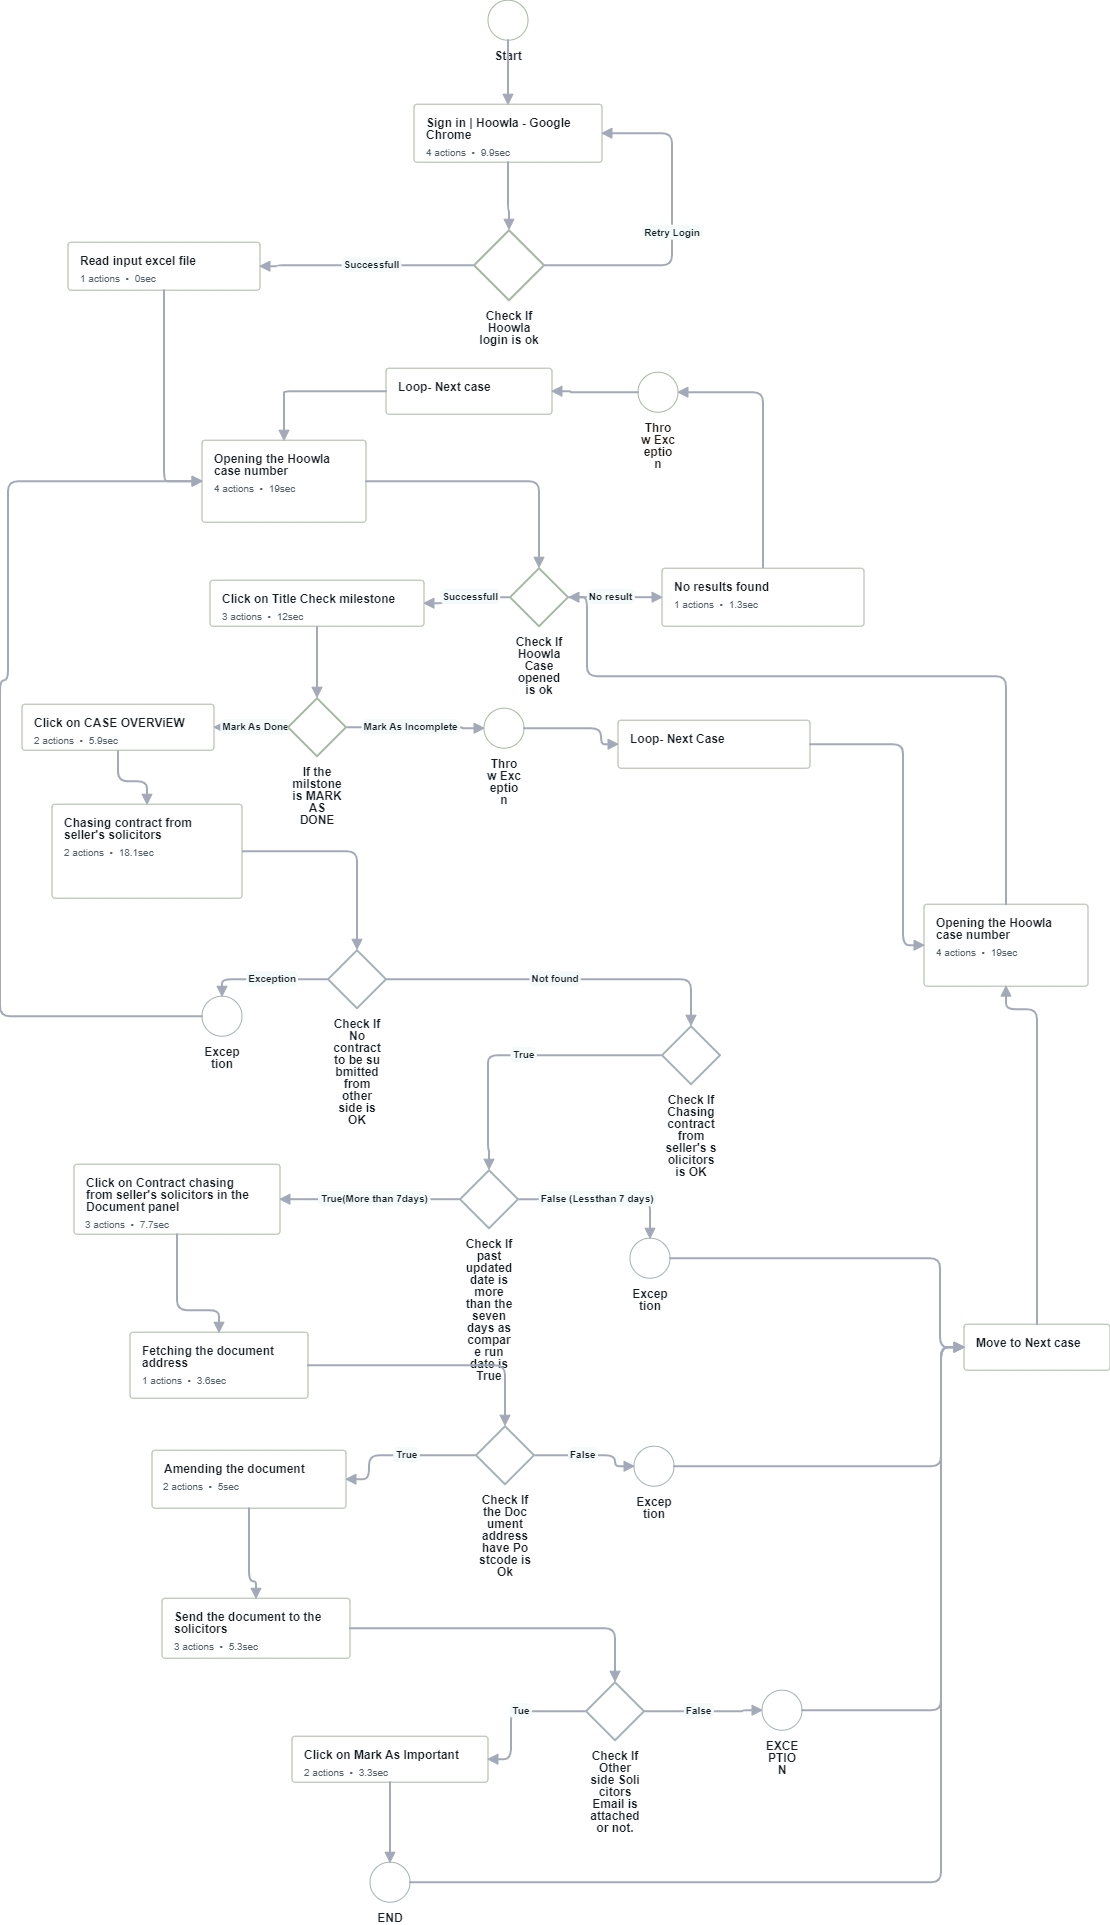 Start
Sign in | Hoowla - Google
Chrome
4 actions • 9.9sec
Retry Login
Read input excel file
1 actions • 0sec
Successfull
Check If
Hoowla
login is ok
Loop- Next case
Thro
w Exc
eptio
n
Opening the Hoowla
case number
4 actions • 19sec
Click on Title Check milestone
3 actions • 12sec
Successfull
No result
No results found
1 actions • 1.3sec
Check If
Hoowla
Case
opened
is ok
Click on CASE OVERViEW
2 actions • 5.9sec
Mark As Done
Mark As Incomplete
If the
milstone
is MARK
AS
DONE
Thro
w Exc
eptio
n
Loop- Next Case
Chasing contract from
seller's solicitors
2 actions • 18.1sec
Opening the Hoowla
case number
4 actions • 19sec
Exception
Not found
Excep
tion
Check If
No
contract
to be su
bmitted
from
other
side is
OK
True
Check If
Chasing
contract
from
seller's s
olicitors
is OK
Click on Contract chasing
from seller's solicitors in the
Document panel
3 actions • 7.7sec
True(More than 7days)
False (Lessthan 7 days)
Check If
past
updated
date is
more
than the
seven
days as
compar
e run
date is
True
Excep
tion
Move to Next case
Fetching the document
address
1 actions • 3.6sec
Amending the document
2 actions • 5sec
True
False
Check If
the Doc
ument
address
have Po
stcode is
Ok
Excep
tion
Send the document to the
solicitors
3 actions • 5.3sec
Tue
False
Click on Mark As Important
2 actions • 3.3sec
Check If
Other
side Soli
citors
Email is
attached
or not.
EXCE
PTIO
N
END